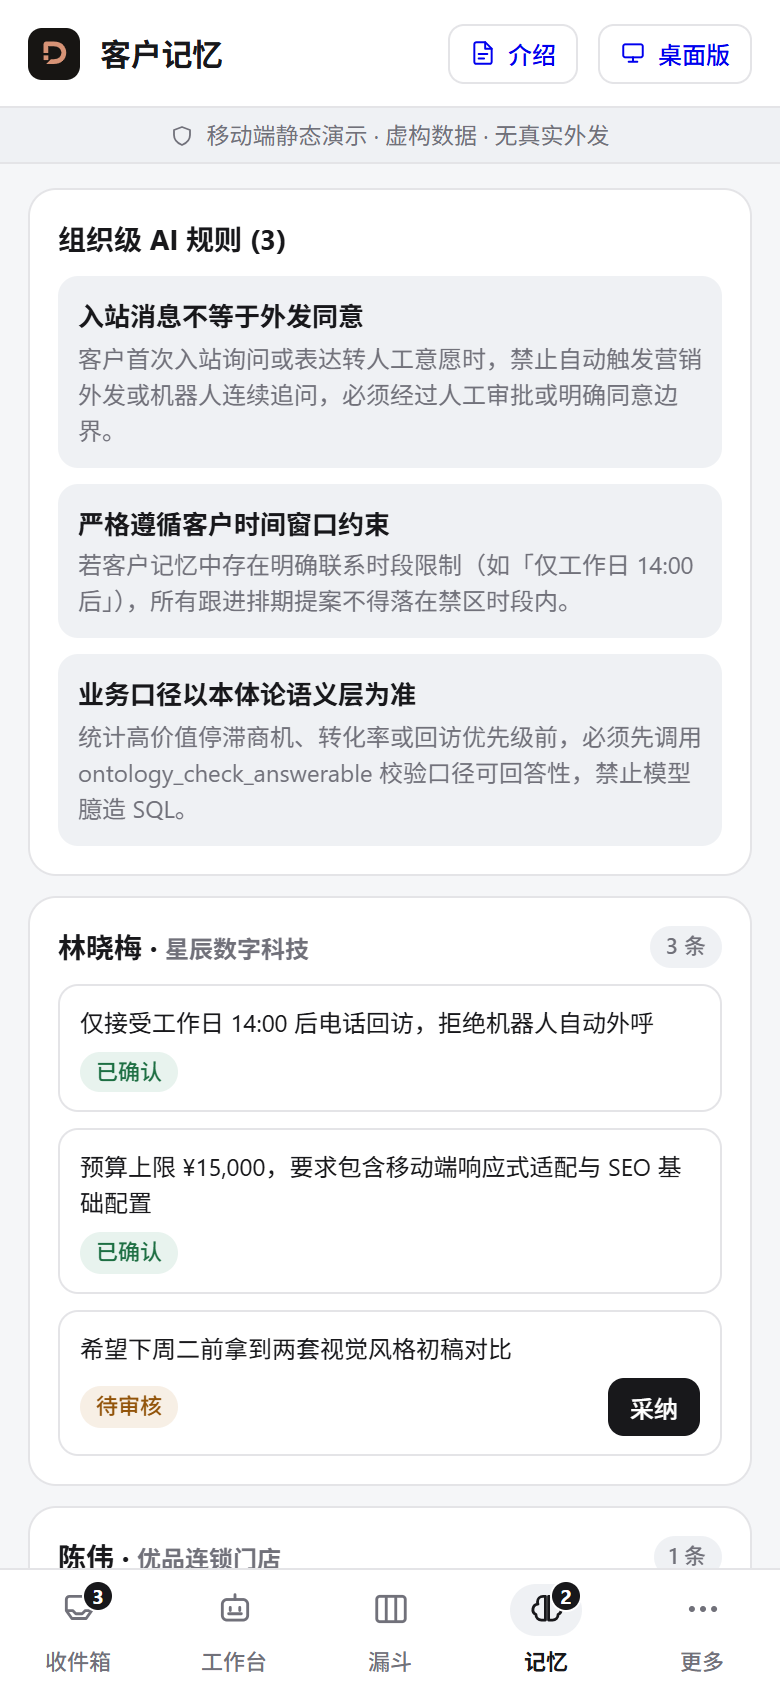 客户记忆
介绍
桌面版
移动端静态演示 · 虚构数据 · 无真实外发
组织级 AI 规则 (3)
入站消息不等于外发同意
客户首次入站询问或表达转人工意愿时，禁止自动触发营销
外发或机器人连续追问，必须经过人工审批或明确同意边
界。
严格遵循客户时间窗口约束
若客户记忆中存在明确联系时段限制（如「仅工作日 14:00
后」），所有跟进排期提案不得落在禁区时段内。
业务口径以本体论语义层为准
统计高价值停滞商机、转化率或回访优先级前，必须先调用
ontology_check_answerable 校验口径可回答性，禁止模型
臆造 SQL。
林晓梅 · 星辰数字科技
3 条
仅接受工作日 14:00 后电话回访，拒绝机器人自动外呼
已确认
预算上限 ¥15,000，要求包含移动端响应式适配与 SEO 基
础配置
已确认
希望下周二前拿到两套视觉风格初稿对比
待审核
采纳
陈伟 · 优品连锁门店
1 条
3
2
收件箱
工作台
漏斗
记忆
更多